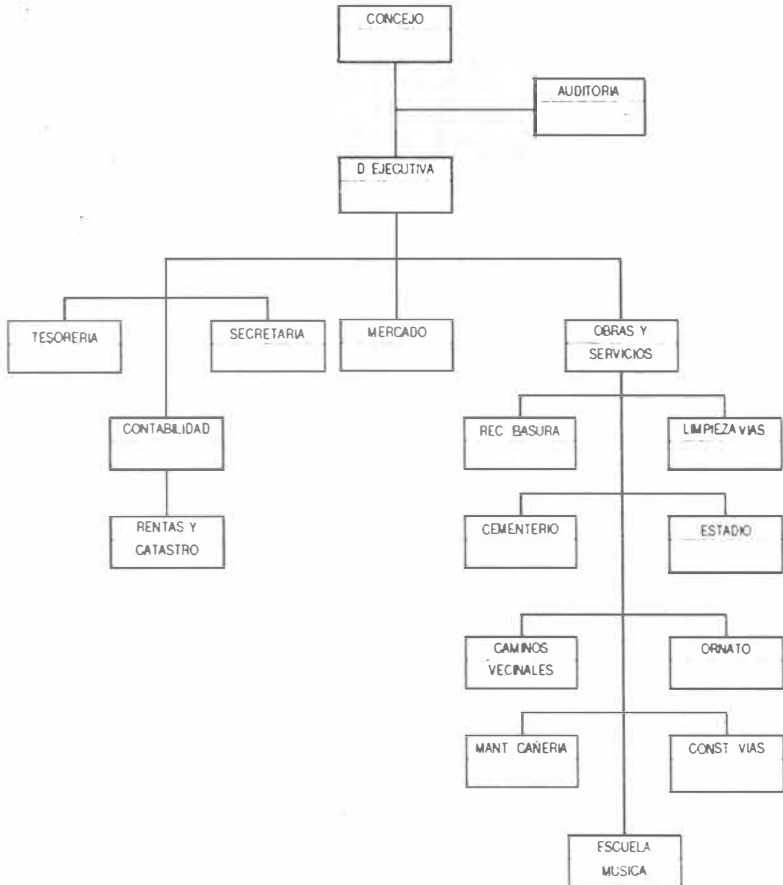 CONCEJO
AUDITORIA
D EJECUTIVA
TESORERIA
SECRETARIA
MERCADO
OBRAS Y
SERVICIOS
CONTABILIDAD
REC BASURA
LIMPIEZA VIAS
RENTAS Y
CATASTRO
CEMENTERIO
ESTADIO
CAMINOS
VECINALES
ORNATO
MANT CAÑERIA
CONST VIAS
ESCUELA
MUSICA